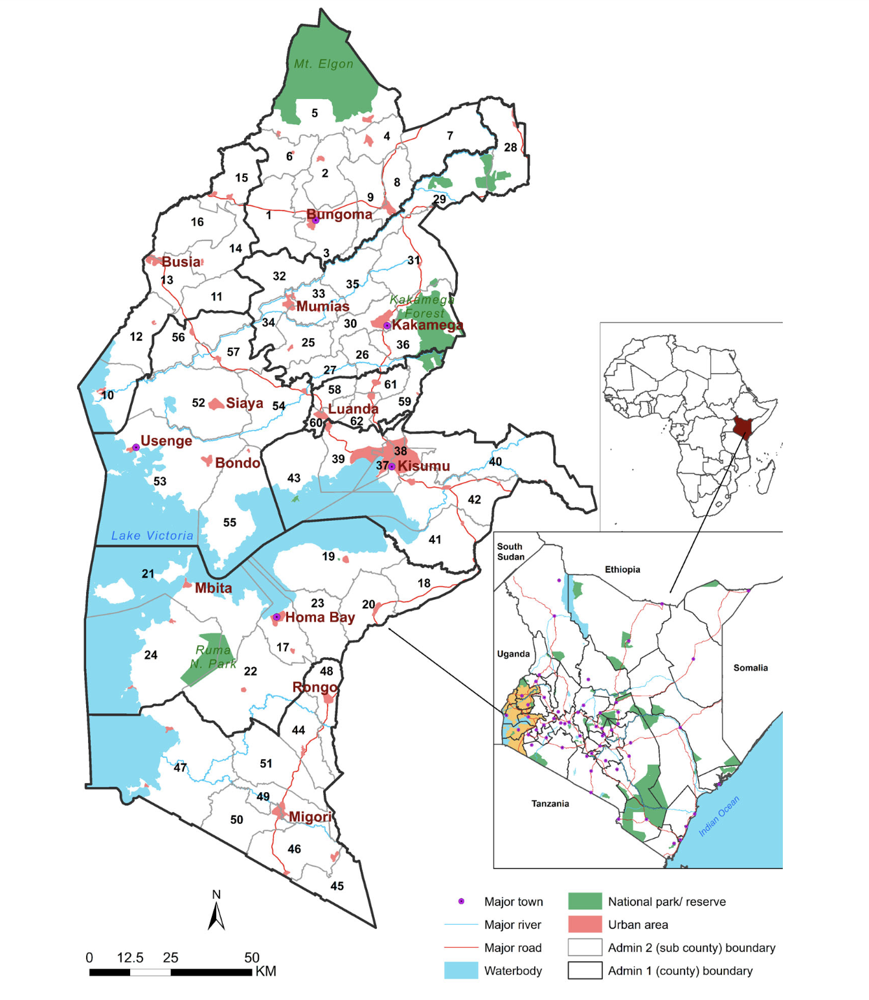 Mt. Elgon
5
4
7
28
6
2
15
8
9
29
1
Bungoma
16
14
3
Busia
31
32
13
35
33
11
Kakamega
Forest
Mumias
34
30
Kakamega
12
56
25
36
57
26
27
61
58
10
59
52
Siaya
54
Luanda
60
62
Usenge
38
39
37
Kisumu
40
Bondo
43
53
42
55
Lake Victoria
41
19
21
18
Mbita
23
20
Homa Bay
17
24
Ruma
N. Park
22
48
Rongo
44
51
47
49
50
Migori
46
45
South
Sudan
Ethiopia
Uganda
Somalia
Tanzania
Indian Ocean
N
0
12.5
25
50
KM
Major town
Major river
Major road
Waterbody
National park/ reserve
Urban area
Admin 2 (sub county) boundary
Admin 1 (county) boundary